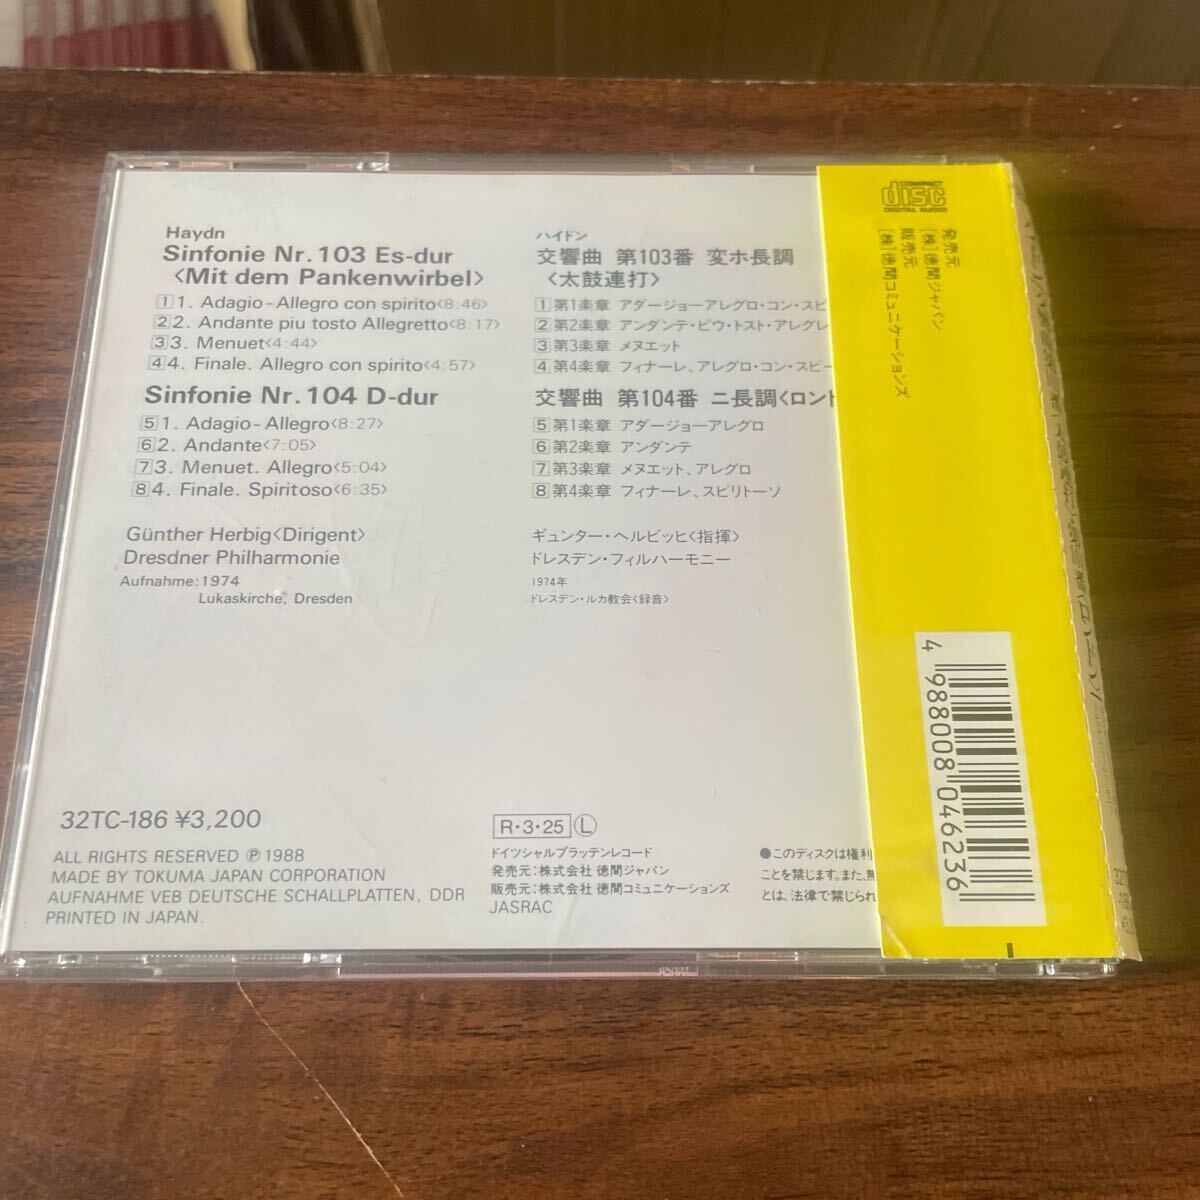 Haydn
Sinfonie Nr. 103 Es-dur
〈Mit dem Pankenwirbel〉
1 1. Adagio-Allegro con spirito〈8:46〉
2 2. Andante piu tosto Allegretto〈8:17〉
3 3. Menuet〈4:44〉
4 4. Finale. Allegro con spirito〈4:57〉
Sinfonie Nr. 104 D-dur
5 1. Adagio-Allegro〈8:27〉
6 2. Andante〈7:05〉
7 3. Menuet. Allegro〈5:04〉
8 4. Finale. Spiritoso〈6:35〉
Günther Herbig〈Dirigent〉
Dresdner Philharmonie
Aufnahme: 1974
Lukaskirche, Dresden
ハイドン
交響曲 第103番 変ホ長調
〈太鼓連打〉
1 第1楽章 アダージョーアレグロ・コン・スピ
2 第2楽章 アンダンテ・ピウ・トスト・アレグレ
3 第3楽章 メヌエット
4 第4楽章 フィナーレ、アレグロ・コン・スピー
交響曲 第104番 ニ長調〈ロント
5 第1楽章 アダージョーアレグロ
6 第2楽章 アンダンテ
7 第3楽章 メヌエット、アレグロ
8 第4楽章 フィナーレ、スピリトーソ
ギュンター・ヘルビッヒ〈指揮〉
ドレスデン・フィルハーモニー
1974年
ドレスデン・ルカ教会〈録音〉
32TC-186 ¥3,200
ALL RIGHTS RESERVED Ⓟ 1988
MADE BY TOKUMA JAPAN CORPORATION
AUFNAHME VEB DEUTSCHE SCHALLPLATTEN, DDR
PRINTED IN JAPAN.
R・3・25 Ⓛ
ドイツシャルプラッテンレコード
発売元：株式会社 徳間ジャパン
販売元：株式会社 徳間コミュニケーションズ
JASRAC
●このディスクは権利
ことを禁じます。また、無
とは、法律で禁じられ
COMPACT
disc
DIGITAL AUDIO
発売元
［株］徳間ジャパン
販売元
［株］徳間コミュニケーションズ
4 988008 046236